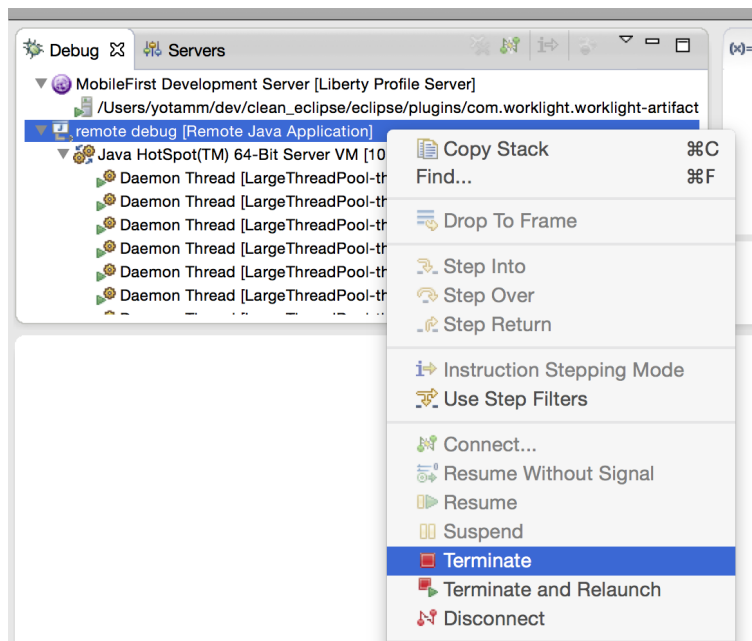 Debug
Servers
(x)=
MobileFirst Development Server [Liberty Profile Server]
/Users/yotamm/dev/clean_eclipse/eclipse/plugins/com.worklight.worklight-artifact
remote debug [Remote Java Application]
Java HotSpot(TM) 64-Bit Server VM [10
Daemon Thread [LargeThreadPool-th
Daemon Thread [LargeThreadPool-th
Daemon Thread [LargeThreadPool-th
Daemon Thread [LargeThreadPool-th
Daemon Thread [LargeThreadPool-th
Daemon Thread [LargeThreadPool-th
Copy Stack ⌘C
Find... ⌘F
Drop To Frame
Step Into
Step Over
Step Return
Instruction Stepping Mode
Use Step Filters
Connect...
Resume Without Signal
Resume
Suspend
Terminate
Terminate and Relaunch
Disconnect